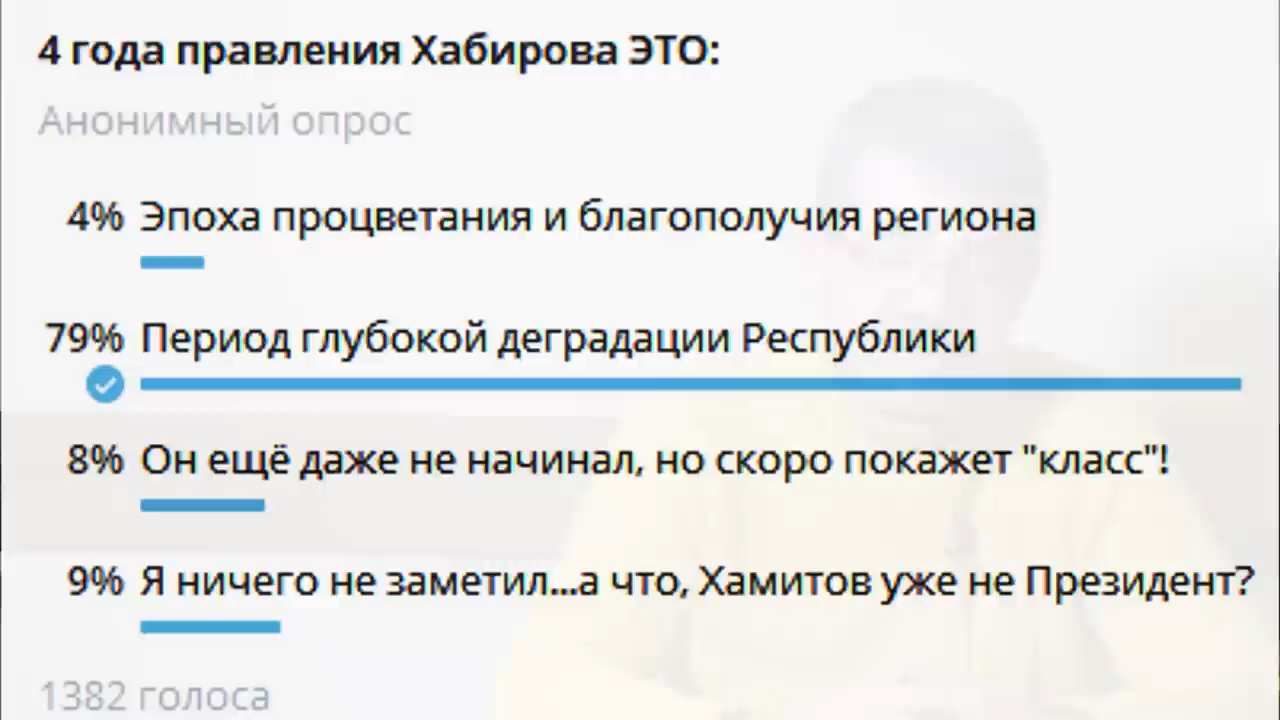 4 года правления Хабирова ЭТО:
Анонимный опрос
4% Эпоха процветания и благополучия региона
79% Период глубокой деградации Республики
8% Он ещё даже не начинал, но скоро покажет "класс"!
9% Я ничего не заметил...а что, Хамитов уже не Президент?
1382 голоса